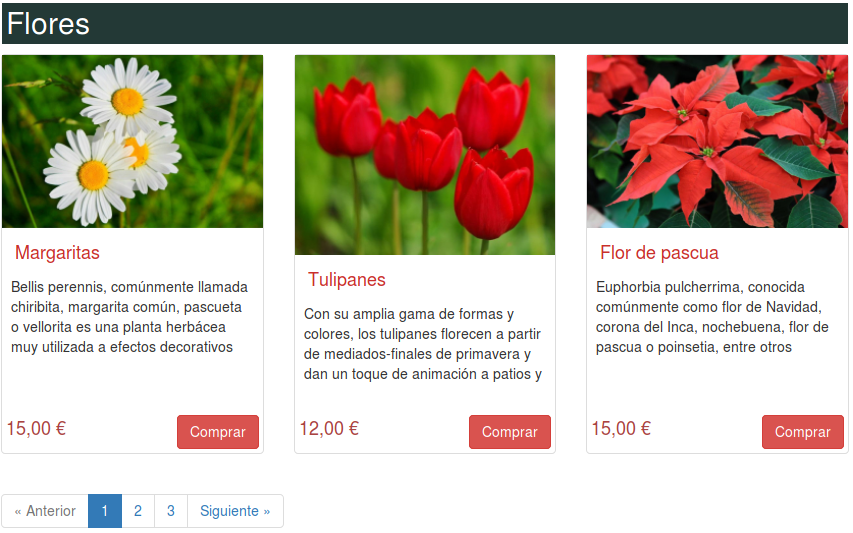 Flores
Margaritas
Bellis perennis, comúnmente llamada
chiribita, margarita común, pascueta
o vellorita es una planta herbácea
muy utilizada a efectos decorativos
15,00 €
Comprar
Tulipanes
Con su amplia gama de formas y
colores, los tulipanes florecen a partir
de mediados-finales de primavera y
dan un toque de animación a patios y
12,00 €
Comprar
Flor de pascua
Euphorbia pulcherrima, conocida
comúnmente como flor de Navidad,
corona del Inca, nochebuena, flor de
pascua o poinsetia, entre otros
15,00 €
Comprar
« Anterior 1 2 3 Siguiente »